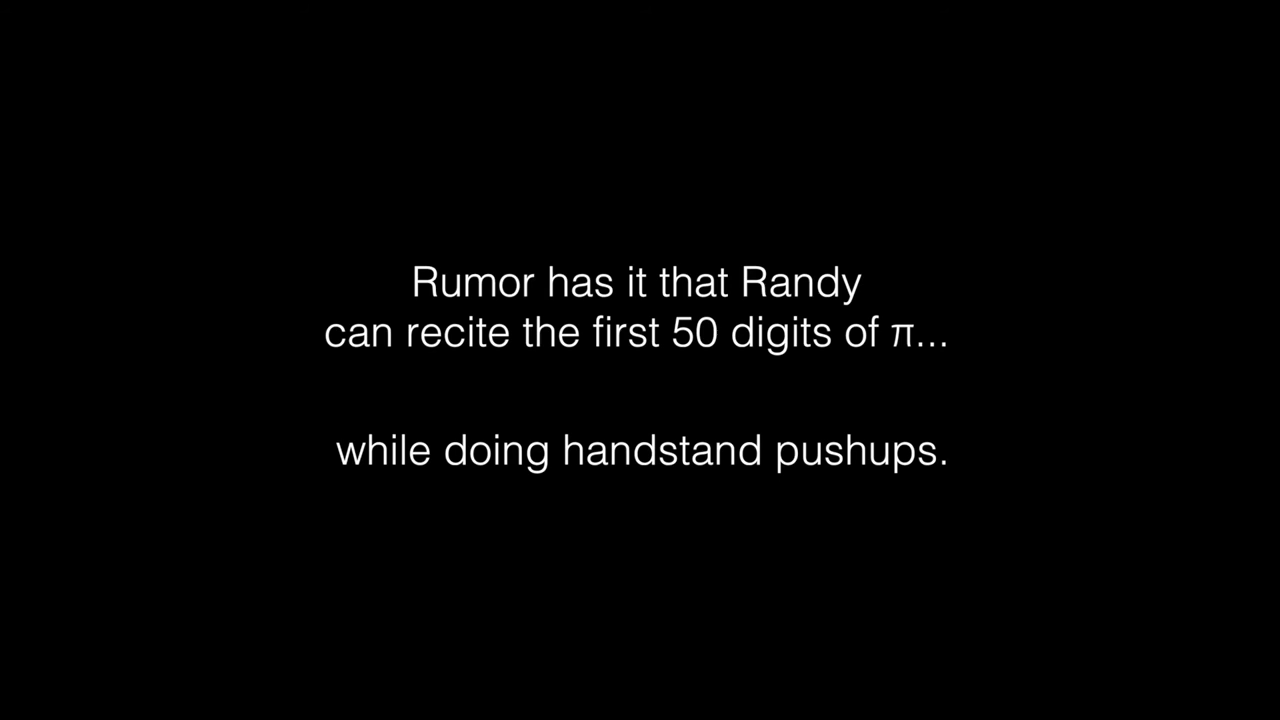 Rumor has it that Randy
can recite the first 50 digits of π...
while doing handstand pushups.